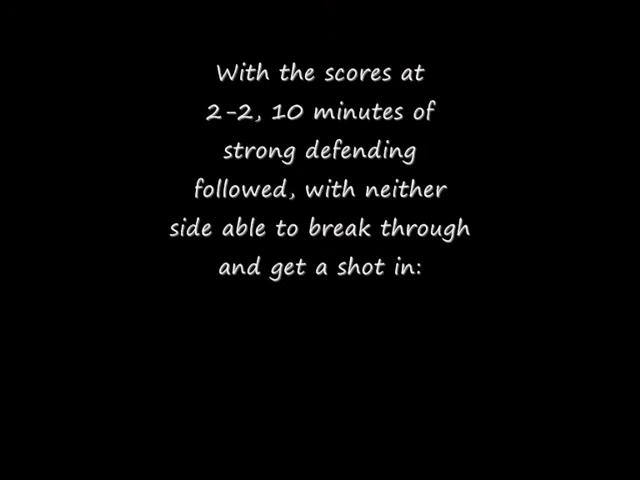 With the scores at
2-2, 10 minutes of
strong defending
followed, with neither
side able to break through
and get a shot in: